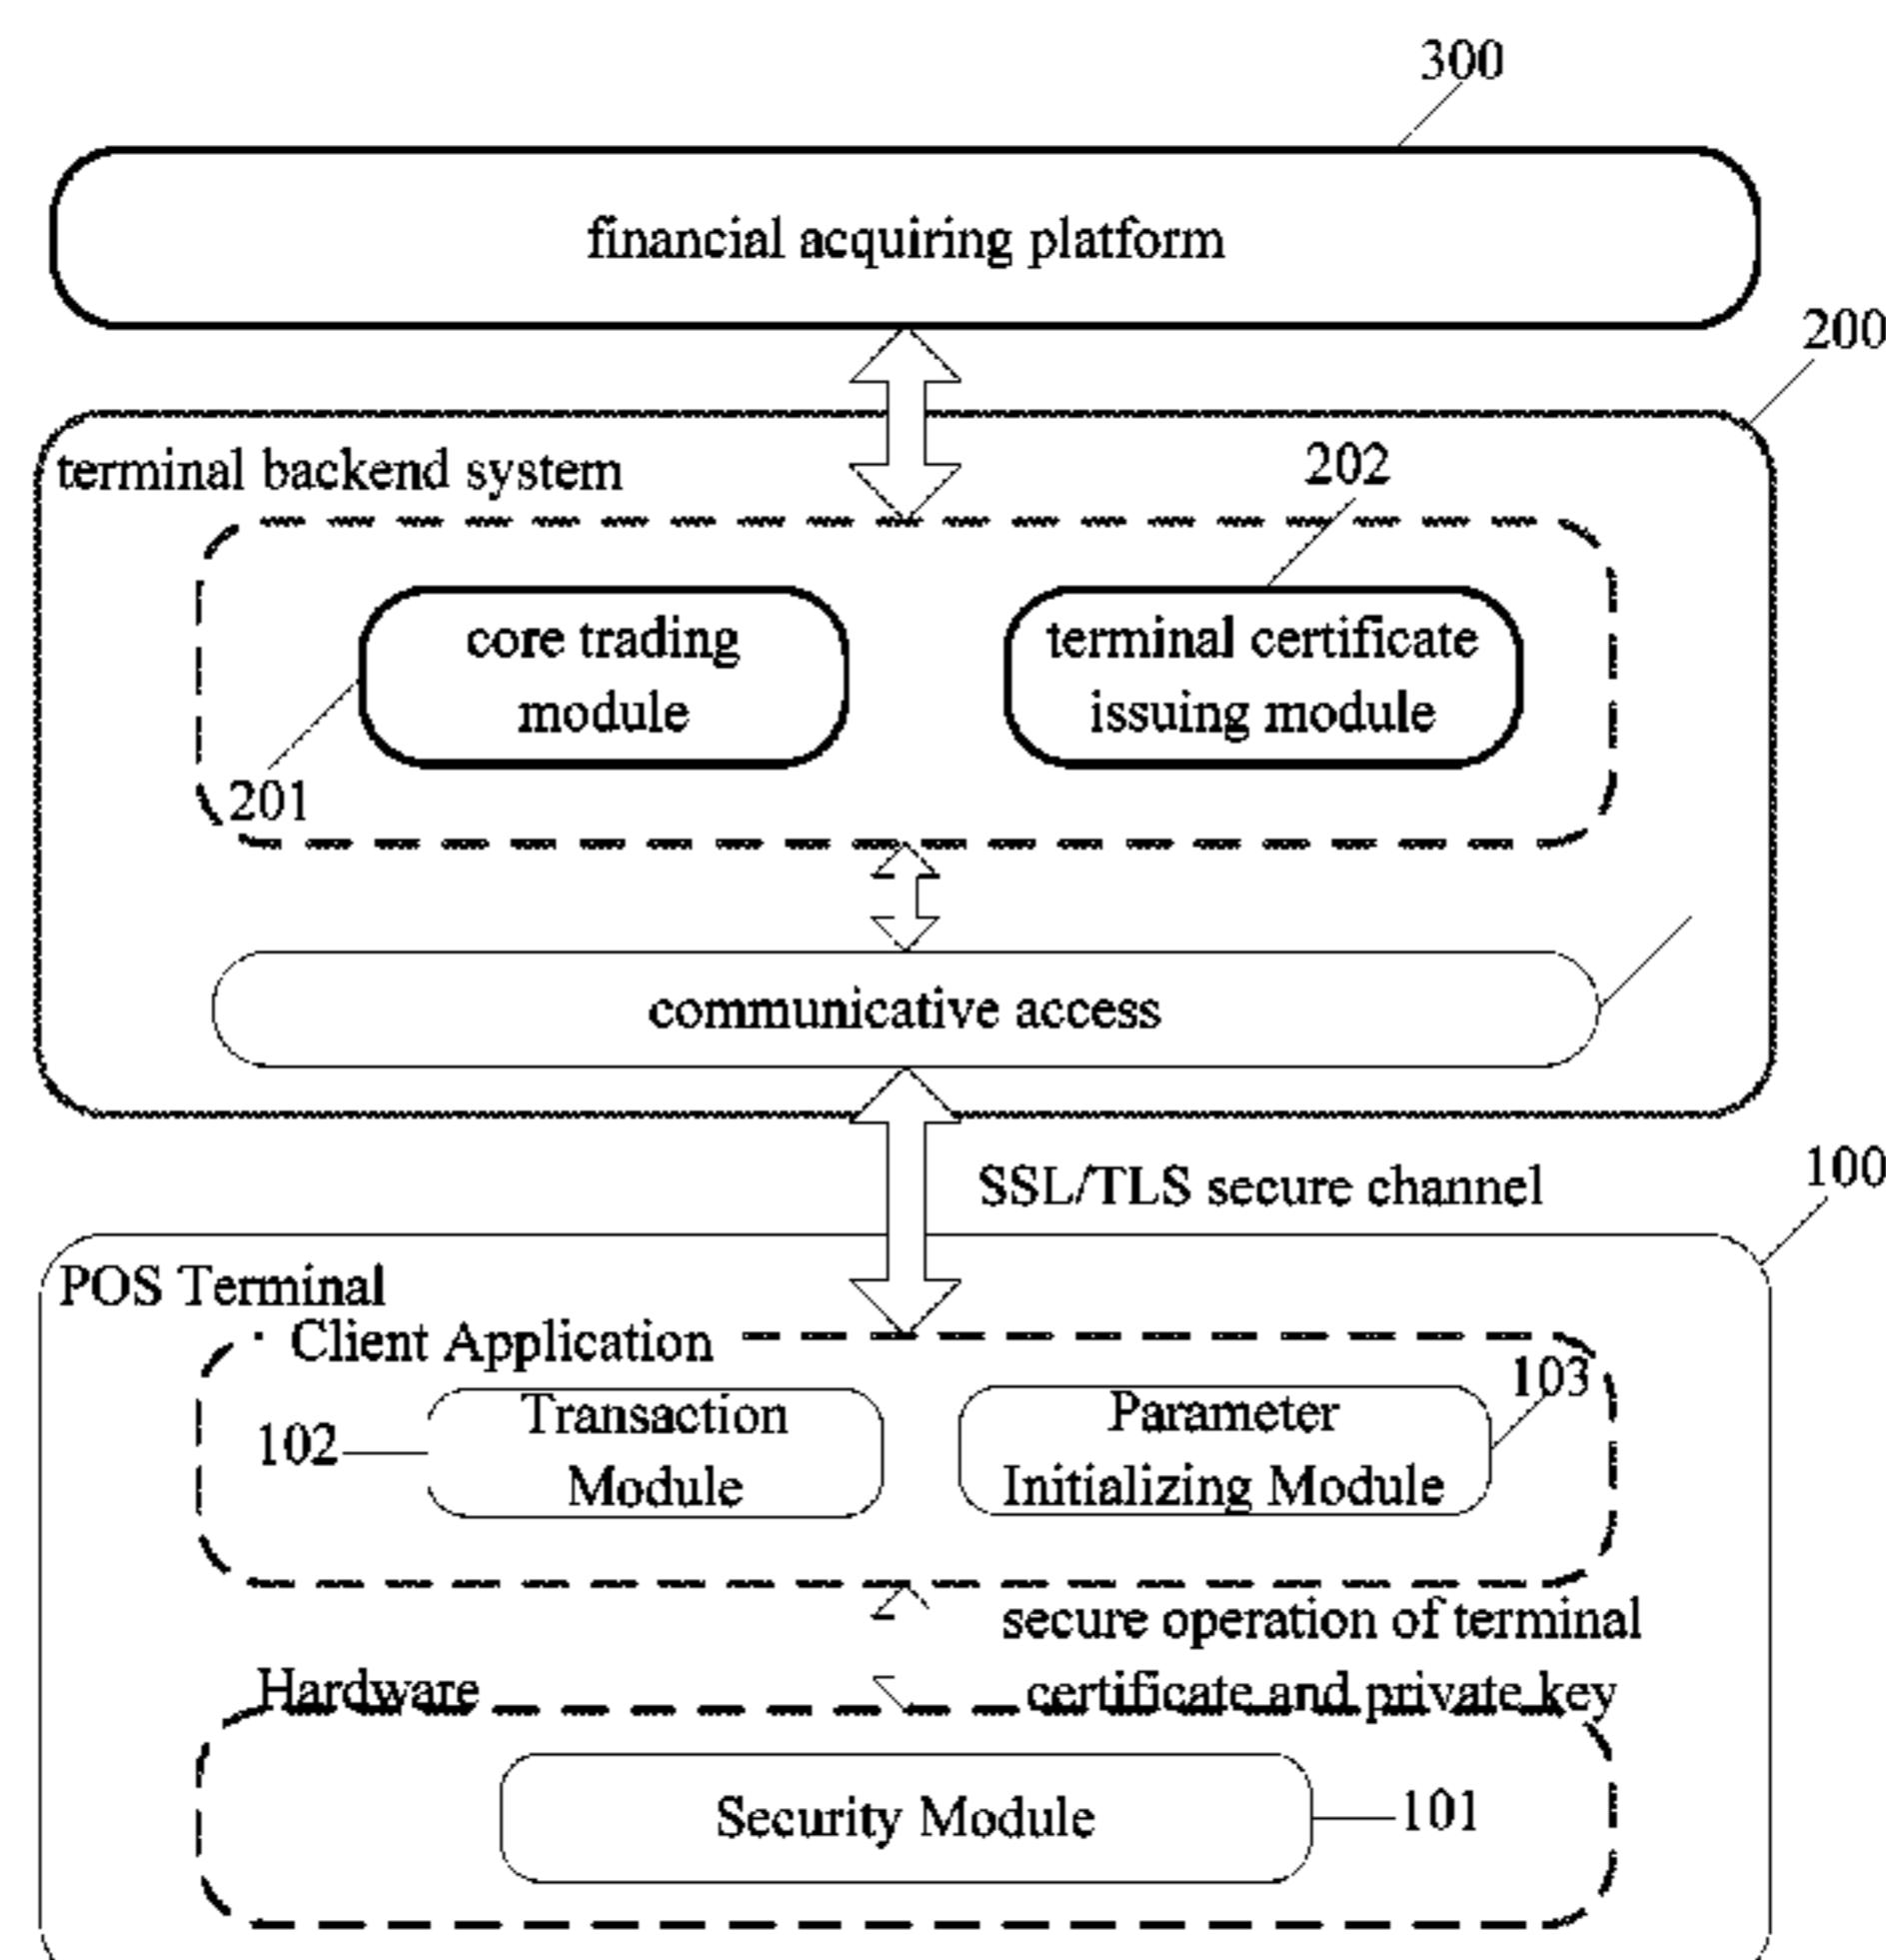 300
financial acquiring platform
200
terminal backend system
202
core trading
module
terminal certificate
issuing module
201
communicative access
SSL/TLS secure channel
100
POS Terminal
Client Application
103
102
Transaction
Module
Parameter
Initializing Module
secure operation of terminal
certificate and private key
Hardware
Security Module
101